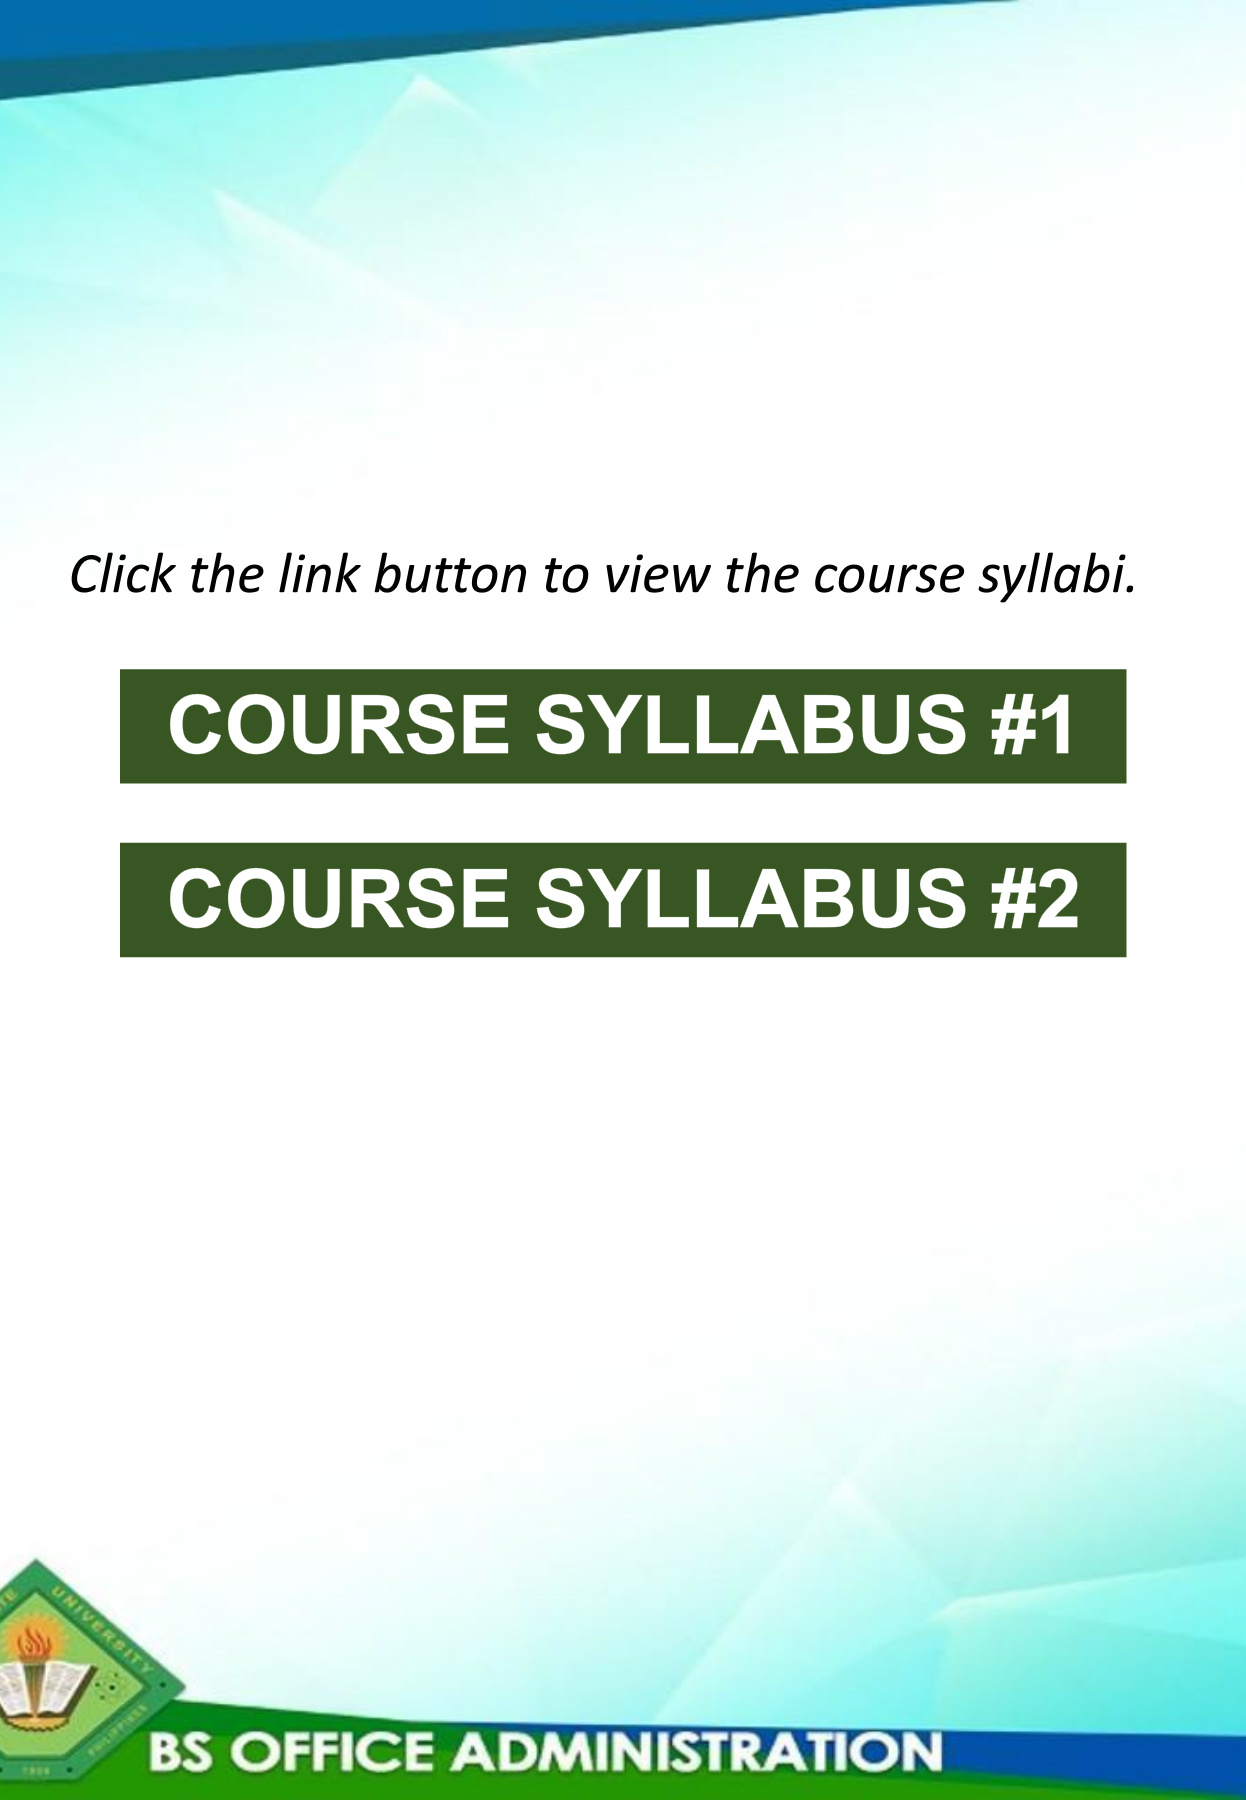 Click the link button to view the course syllabi.
COURSE SYLLABUS #1
COURSE SYLLABUS #2
UNIVERSITY
PHILIPPINES
BS OFFICE ADMINISTRATION